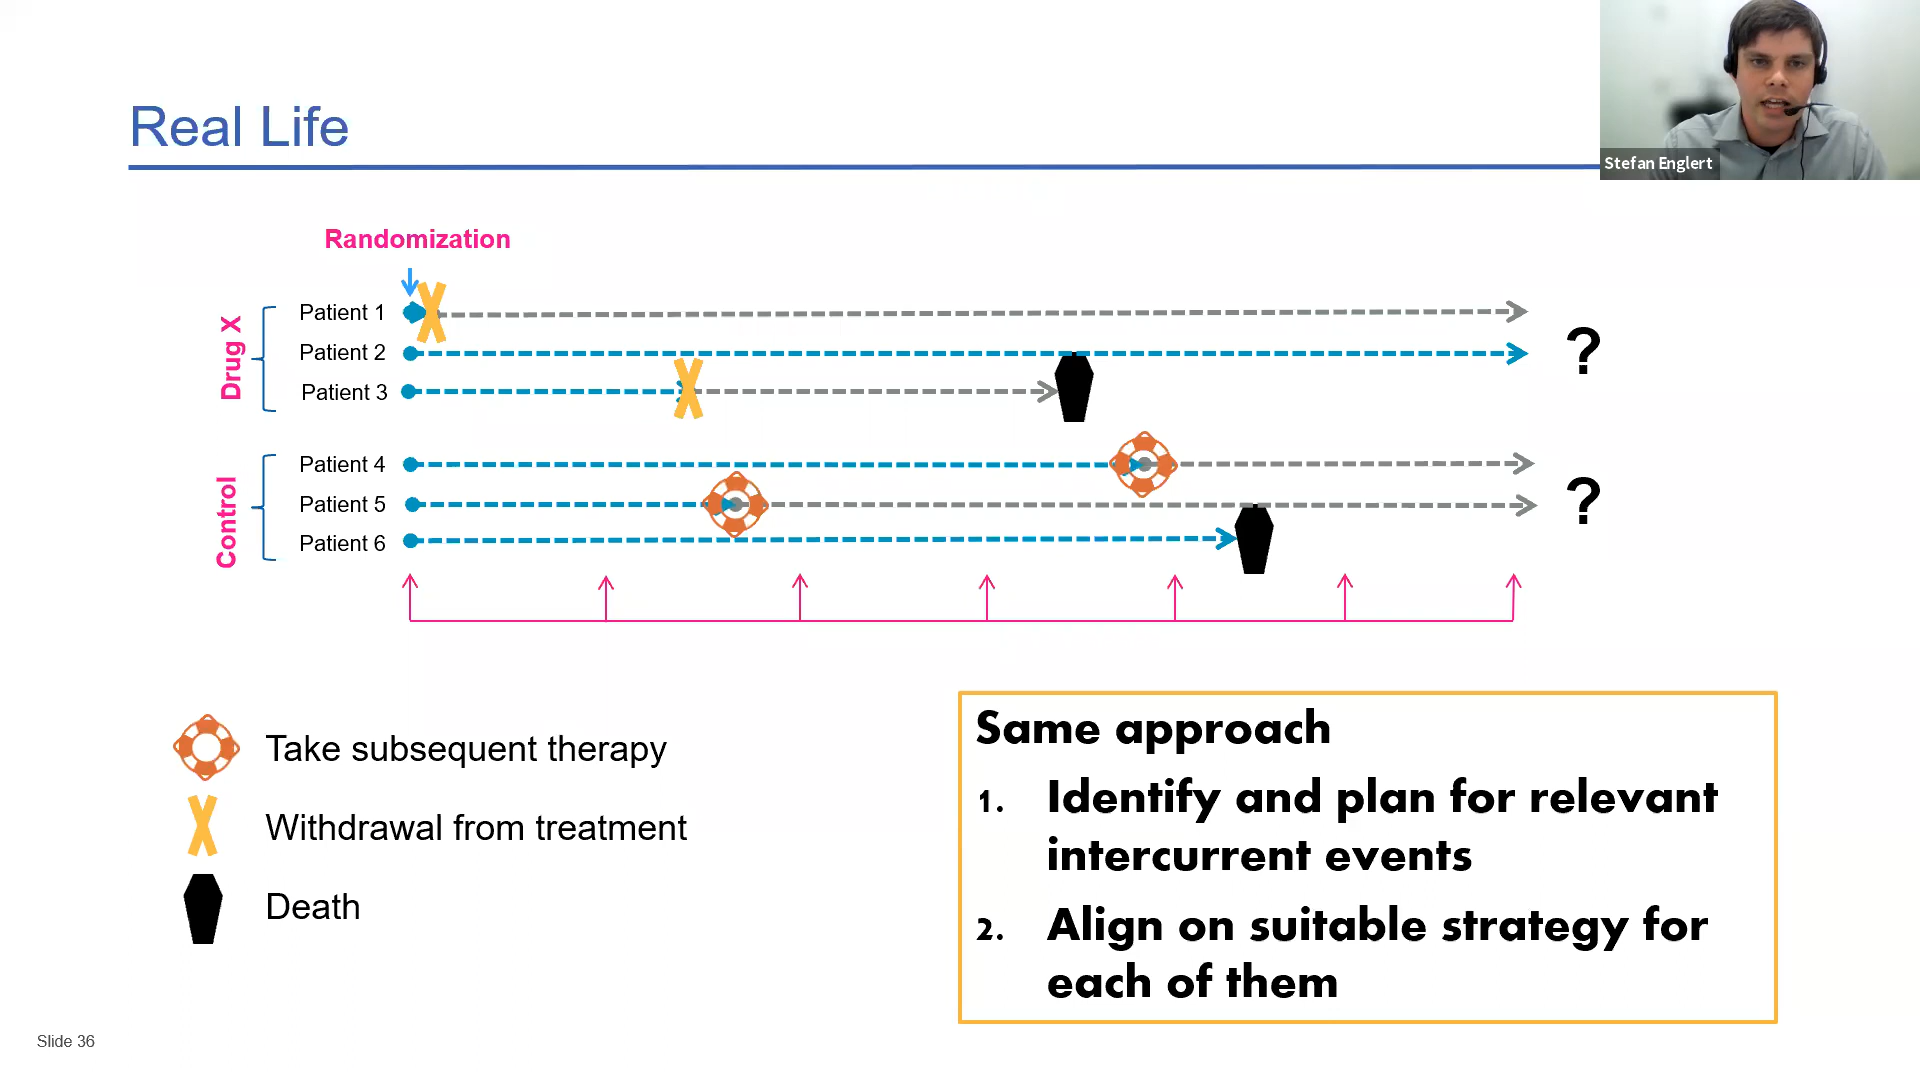 Stefan Englert
Real Life
Randomization
Drug X
Patient 1
Patient 2
Patient 3
?
Control
Patient 4
Patient 5
Patient 6
?
Take subsequent therapy
Withdrawal from treatment
Death
Same approach
1. Identify and plan for relevant
intercurrent events
2. Align on suitable strategy for
each of them
Slide 36